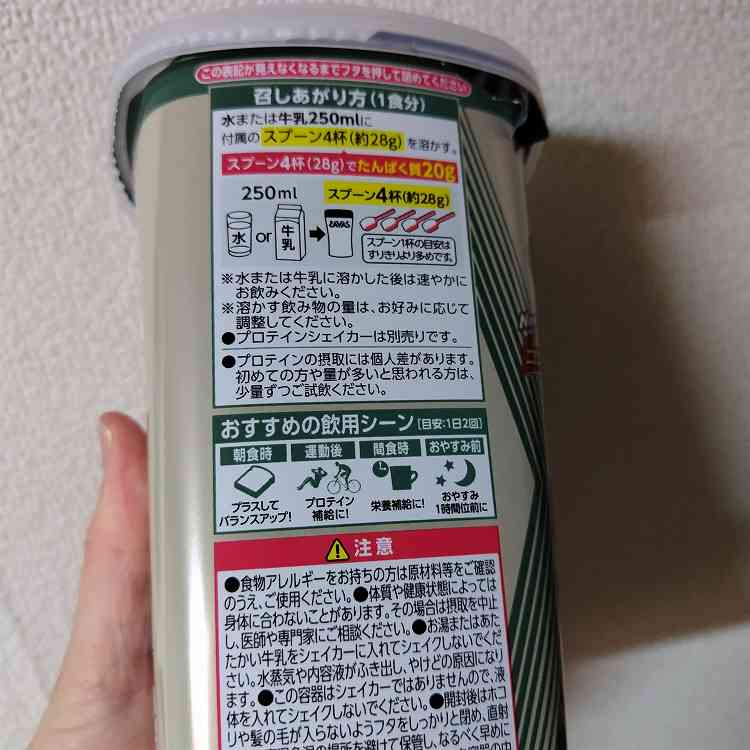 この表記が見えなくなるまでフタを押して閉めてください
召しあがり方(1食分)
水または牛乳250mlに
付属の スプーン4杯(約28g) を溶かす。
スプーン4杯(28g)でたんぱく質20g
250ml スプーン4杯(約28g)
水 or 牛乳 ZAVAS
スプーン1杯の目安は
すりきりより多めです。
※水または牛乳に溶かした後は速やかに
お飲みください。
※溶かす飲み物の量は、お好みに応じて
調整してください。
●プロテインシェイカーは別売りです。
●プロテインの摂取には個人差があります。
初めての方や量が多いと思われる方は、
少量ずつご試飲ください。
おすすめの飲用シーン [目安:1日2回]
朝食時 運動後 間食時 おやすみ前
プラスして プロテイン 栄養補給に! おやすみ
バランスアップ! 補給に! 1時間位前に
注意
●食物アレルギーをお持ちの方は原材料等をご確認
のうえ、ご使用ください。●体質や健康状態によっては
身体に合わないことがあります。その場合は摂取を中止
し、医師や専門家にご相談ください。●お湯またはあた
たかい牛乳をシェイカーに入れてシェイクしないでくだ
さい。水蒸気や内容液がふき出し、やけどの原因になり
ます。●この容器はシェイカーではありませんので、液
体を入れてシェイクしないでください。●開封後はホコ
リや髪の毛が入らないようフタをしっかりと閉め、直射
の場所を避けて保管し、なるべく早めに